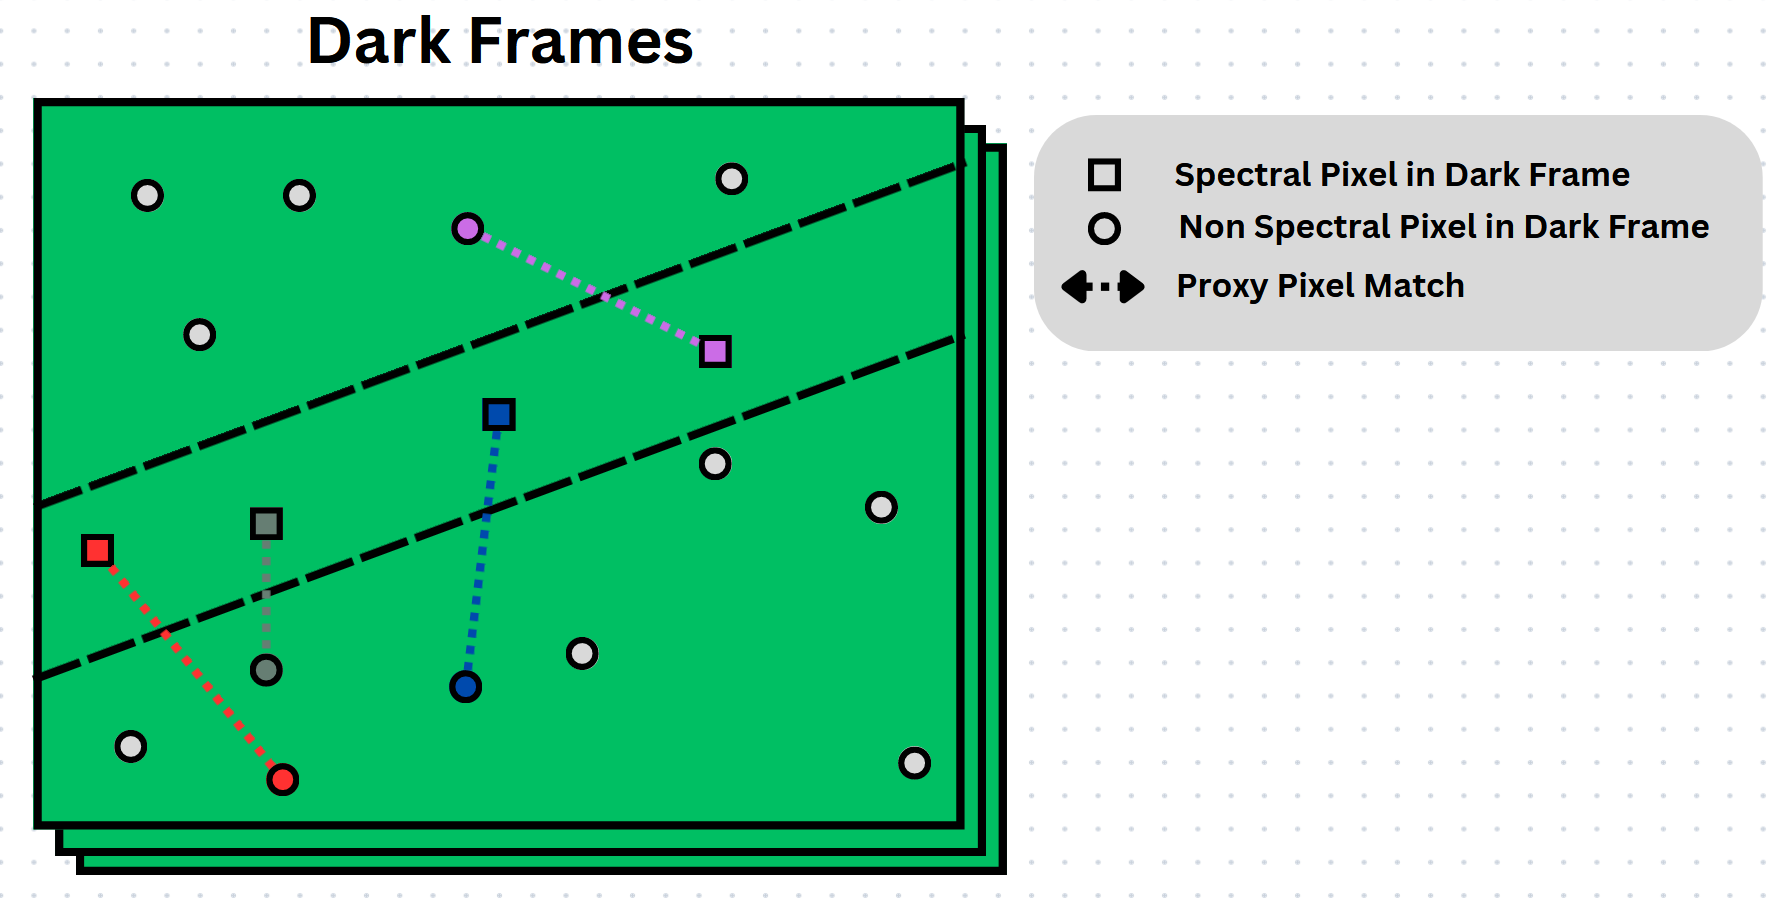 Dark Frames
Spectral Pixel in Dark Frame
Non Spectral Pixel in Dark Frame
Proxy Pixel Match